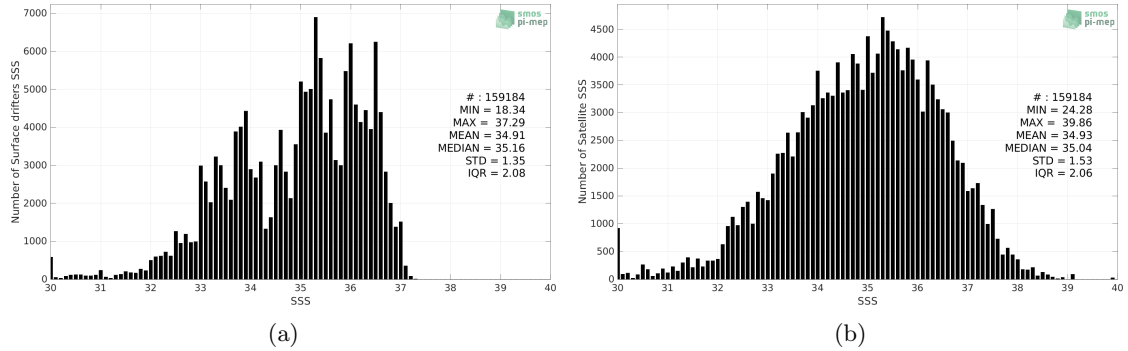 7000
6000
5000
4000
3000
2000
1000
0
Number of Surface drifters SSS
30 31 32 33 34 35 36 37 38 39 40
SSS
smos
pi-mep
# : 159184
MIN = 18.34
MAX = 37.29
MEAN = 34.91
MEDIAN = 35.16
STD = 1.35
IQR = 2.08
(a)
4500
4000
3500
3000
2500
2000
1500
1000
500
0
Number of Satellite SSS
30 31 32 33 34 35 36 37 38 39 40
SSS
smos
pi-mep
# : 159184
MIN = 24.28
MAX = 39.86
MEAN = 34.93
MEDIAN = 35.04
STD = 1.53
IQR = 2.06
(b)